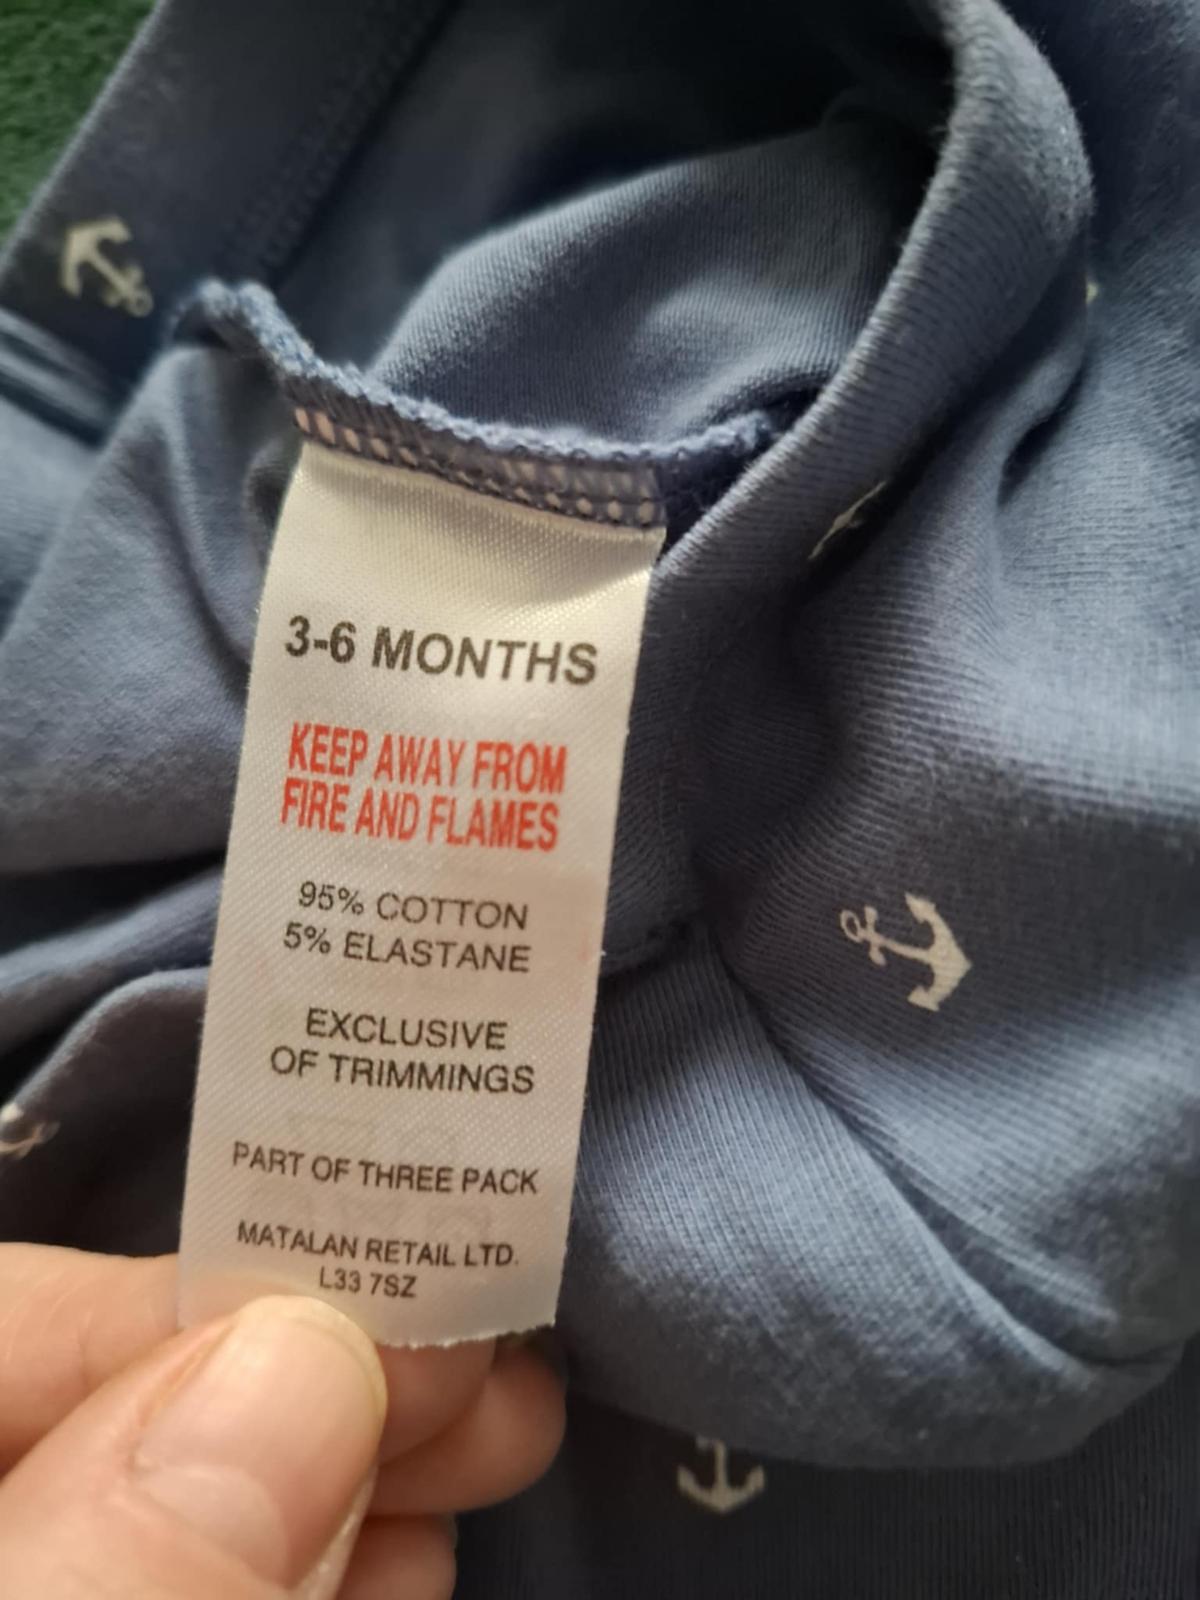 3-6 MONTHS
KEEP AWAY FROM
FIRE AND FLAMES
95% COTTON
5% ELASTANE
EXCLUSIVE
OF TRIMMINGS
PART OF THREE PACK
MATALAN RETAIL LTD.
L33 7SZ